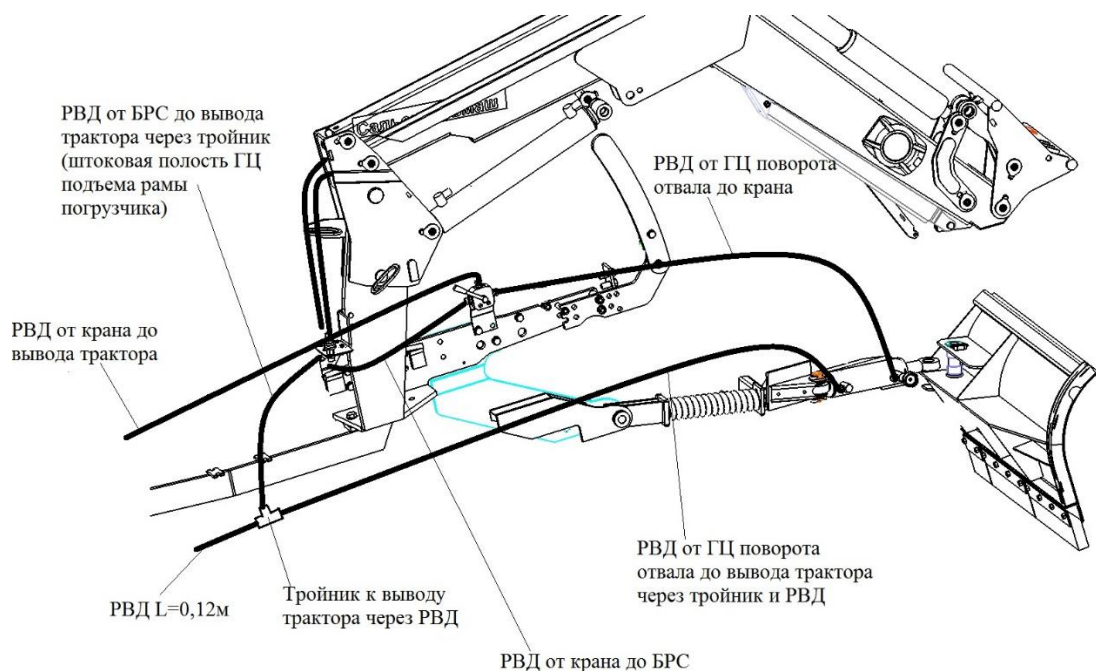 РВД от БРС до вывода
трактора через тройник
(штоковая полость ГЦ
подъема рамы
погрузчика)
РВД от ГЦ поворота
отвала до крана
РВД от крана до
вывода трактора
РВД от ГЦ поворота
отвала до вывода трактора
через тройник и РВД
РВД L=0,12м
Тройник к выводу
трактора через РВД
РВД от крана до БРС